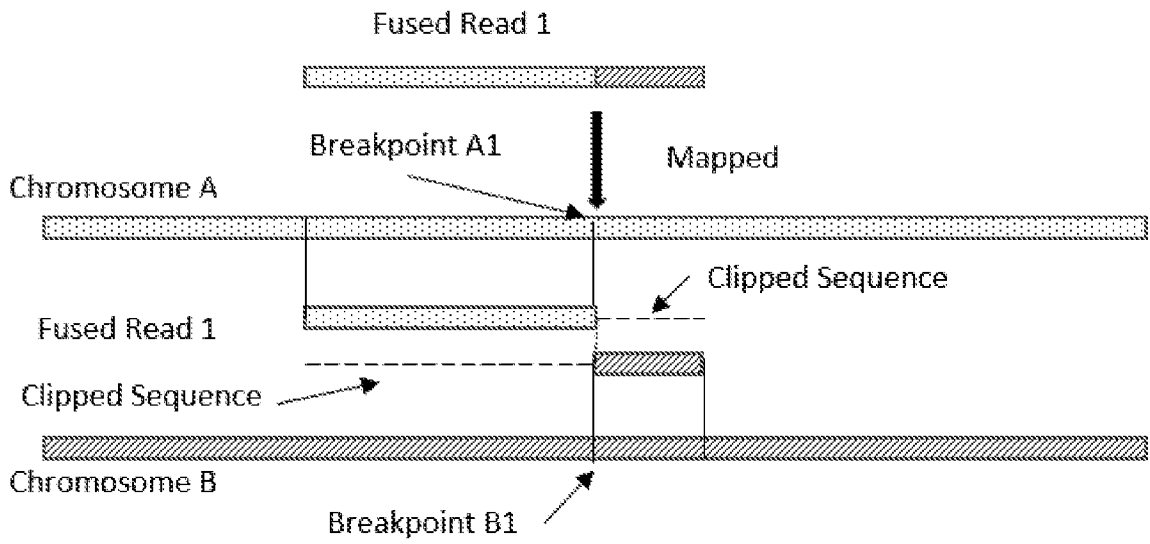 Fused Read 1
Breakpoint A1
Mapped
Chromosome A
Clipped Sequence
Fused Read 1
Clipped Sequence
Chromosome B
Breakpoint B1